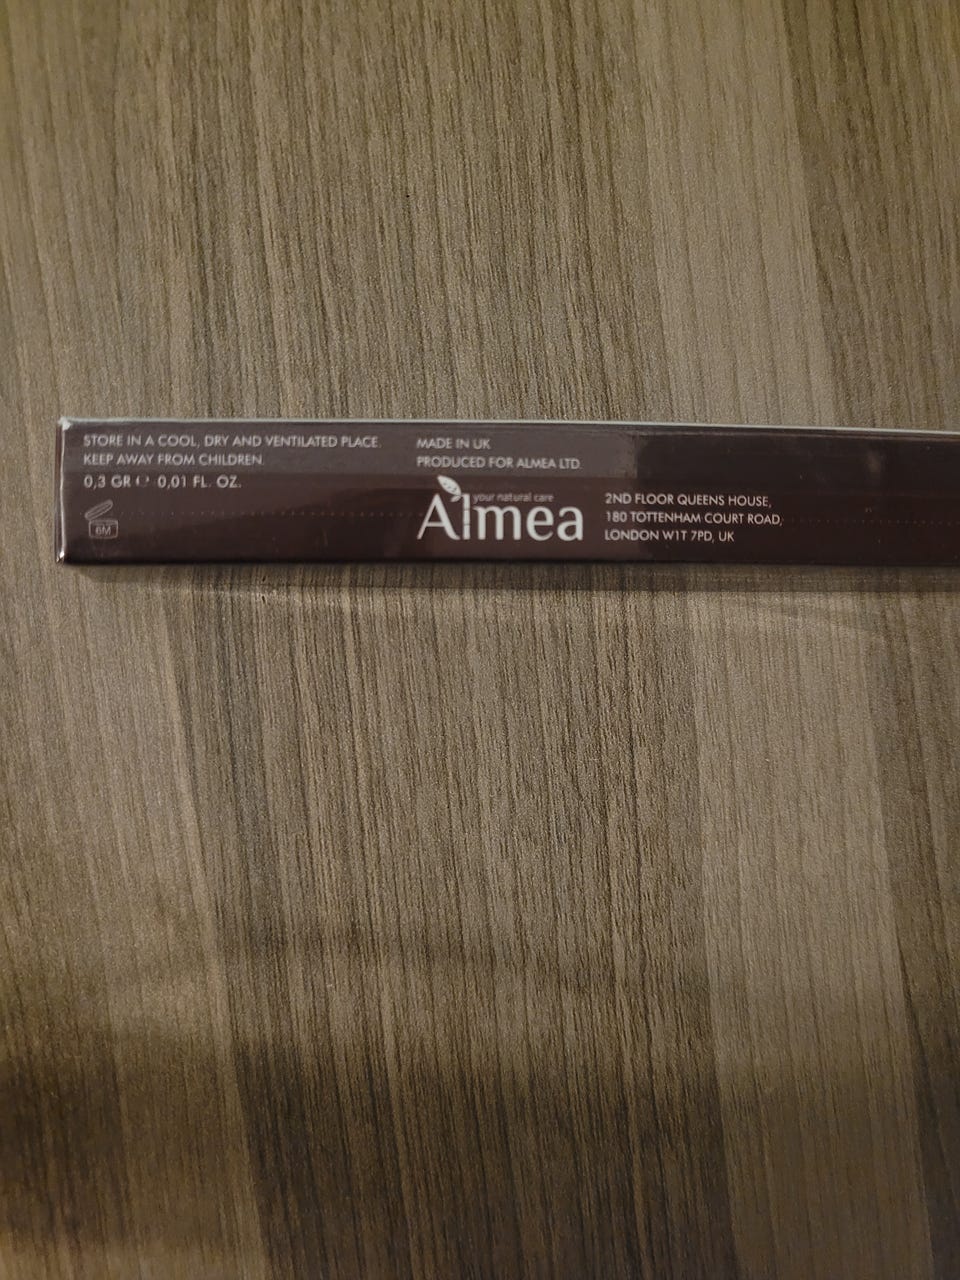 STORE IN A COOL, DRY AND VENTILATED PLACE.
KEEP AWAY FROM CHILDREN.
0,3 GR ℮ 0,01 FL. OZ.
6M
MADE IN UK
PRODUCED FOR ALMEA LTD.
your natural care
Almea
2ND FLOOR QUEENS HOUSE,
180 TOTTENHAM COURT ROAD,
LONDON W1T 7PD, UK